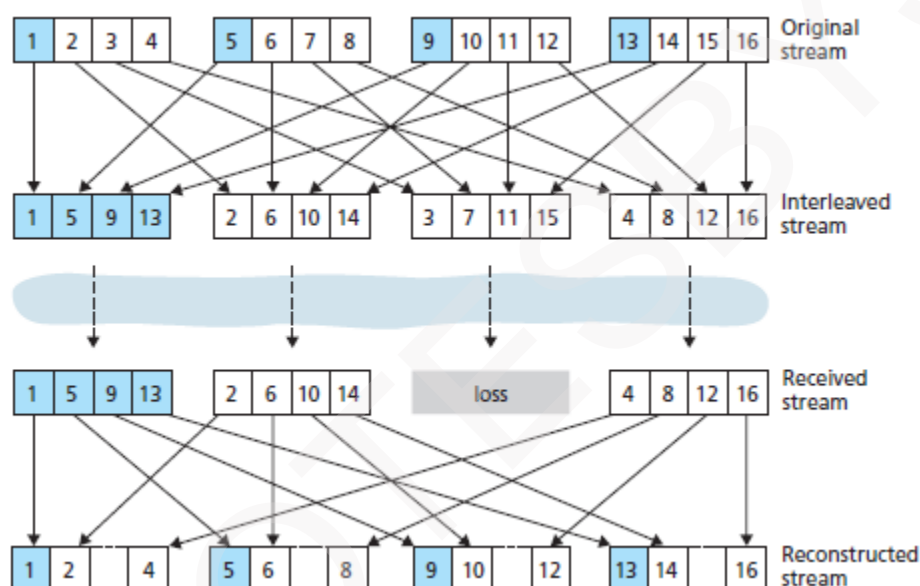 1 2 3 4 5 6 7 8 9 10 11 12 13 14 15 16 Original stream
1 5 9 13 2 6 10 14 3 7 11 15 4 8 12 16 Interleaved stream
1 5 9 13 2 6 10 14 loss 4 8 12 16 Received stream
1 2 4 5 6 8 9 10 12 13 14 16 Reconstructed stream